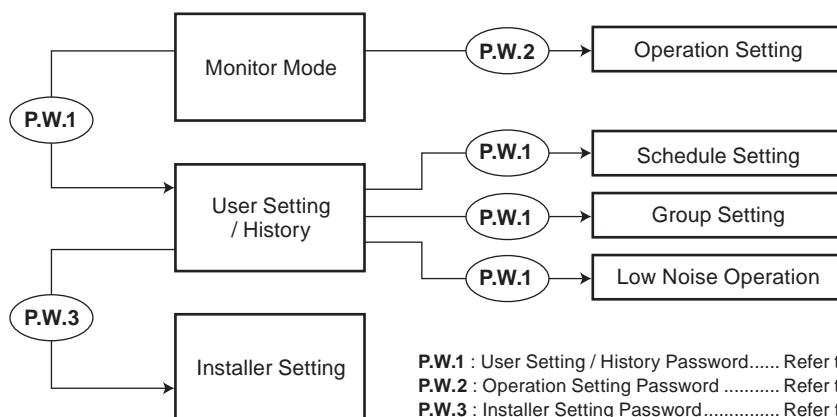 Monitor Mode
P.W.2
Operation Setting
P.W.1
P.W.1
Schedule Setting
User Setting
/ History
P.W.1
Group Setting
P.W.1
Low Noise Operation
P.W.3
Installer Setting
P.W.1 : User Setting / History Password...... Refer
P.W.2 : Operation Setting Password ........... Refer
P.W.3 : Installer Setting Password............... Refer